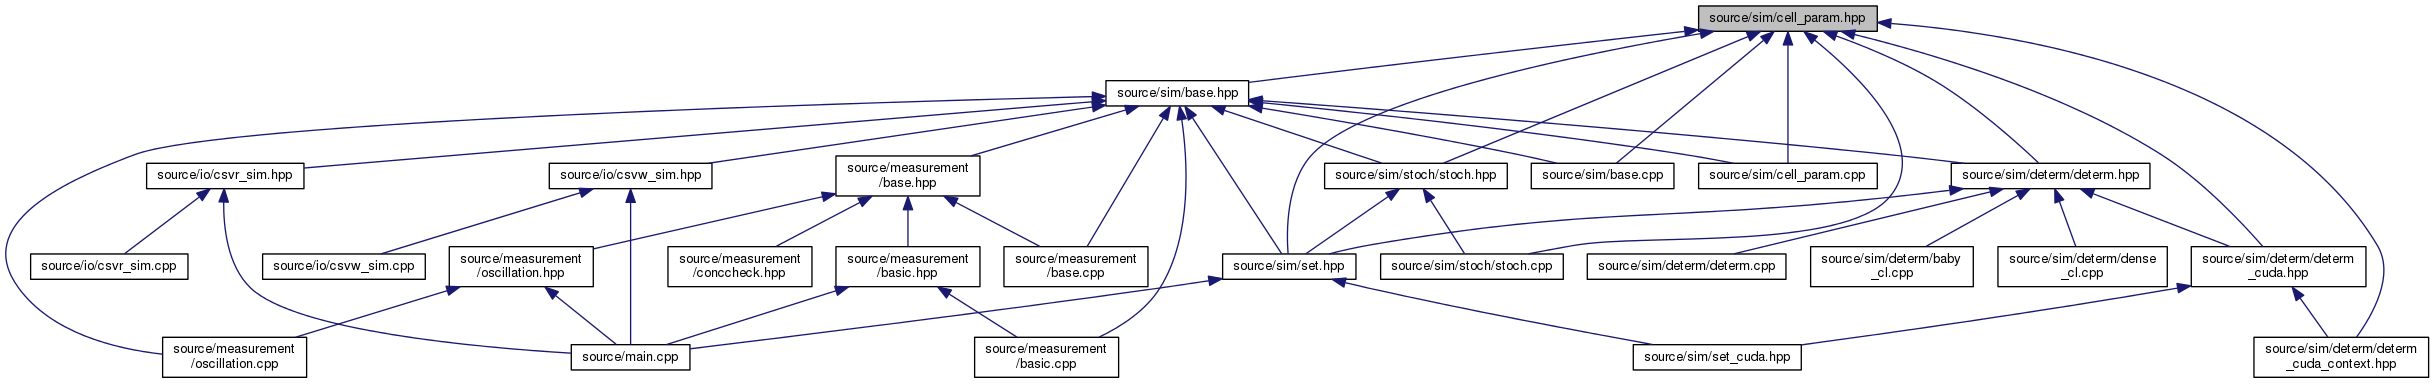 source/sim/cell_param.hpp
source/sim/base.hpp
source/io/csvr_sim.hpp
source/io/csvw_sim.hpp
source/measurement
/base.hpp
source/sim/stoch/stoch.hpp
source/sim/base.cpp
source/sim/cell_param.cpp
source/sim/determ/determ.hpp
source/io/csvr_sim.cpp
source/io/csvw_sim.cpp
source/measurement
/oscillation.hpp
source/measurement
/conccheck.hpp
source/measurement
/basic.hpp
source/measurement
/base.cpp
source/sim/set.hpp
source/sim/stoch/stoch.cpp
source/sim/determ/determ.cpp
source/sim/determ/baby
_cl.cpp
source/sim/determ/dense
_cl.cpp
source/sim/determ/determ
_cuda.hpp
source/measurement
/oscillation.cpp
source/main.cpp
source/measurement
/basic.cpp
source/sim/set_cuda.hpp
source/sim/determ/determ
_cuda_context.hpp